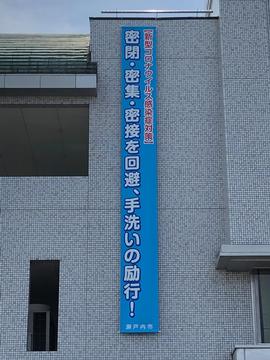 【新型コロナウイルス感染症対策】
密閉・密集・密接を回避、手洗いの励行！
瀬戸内市